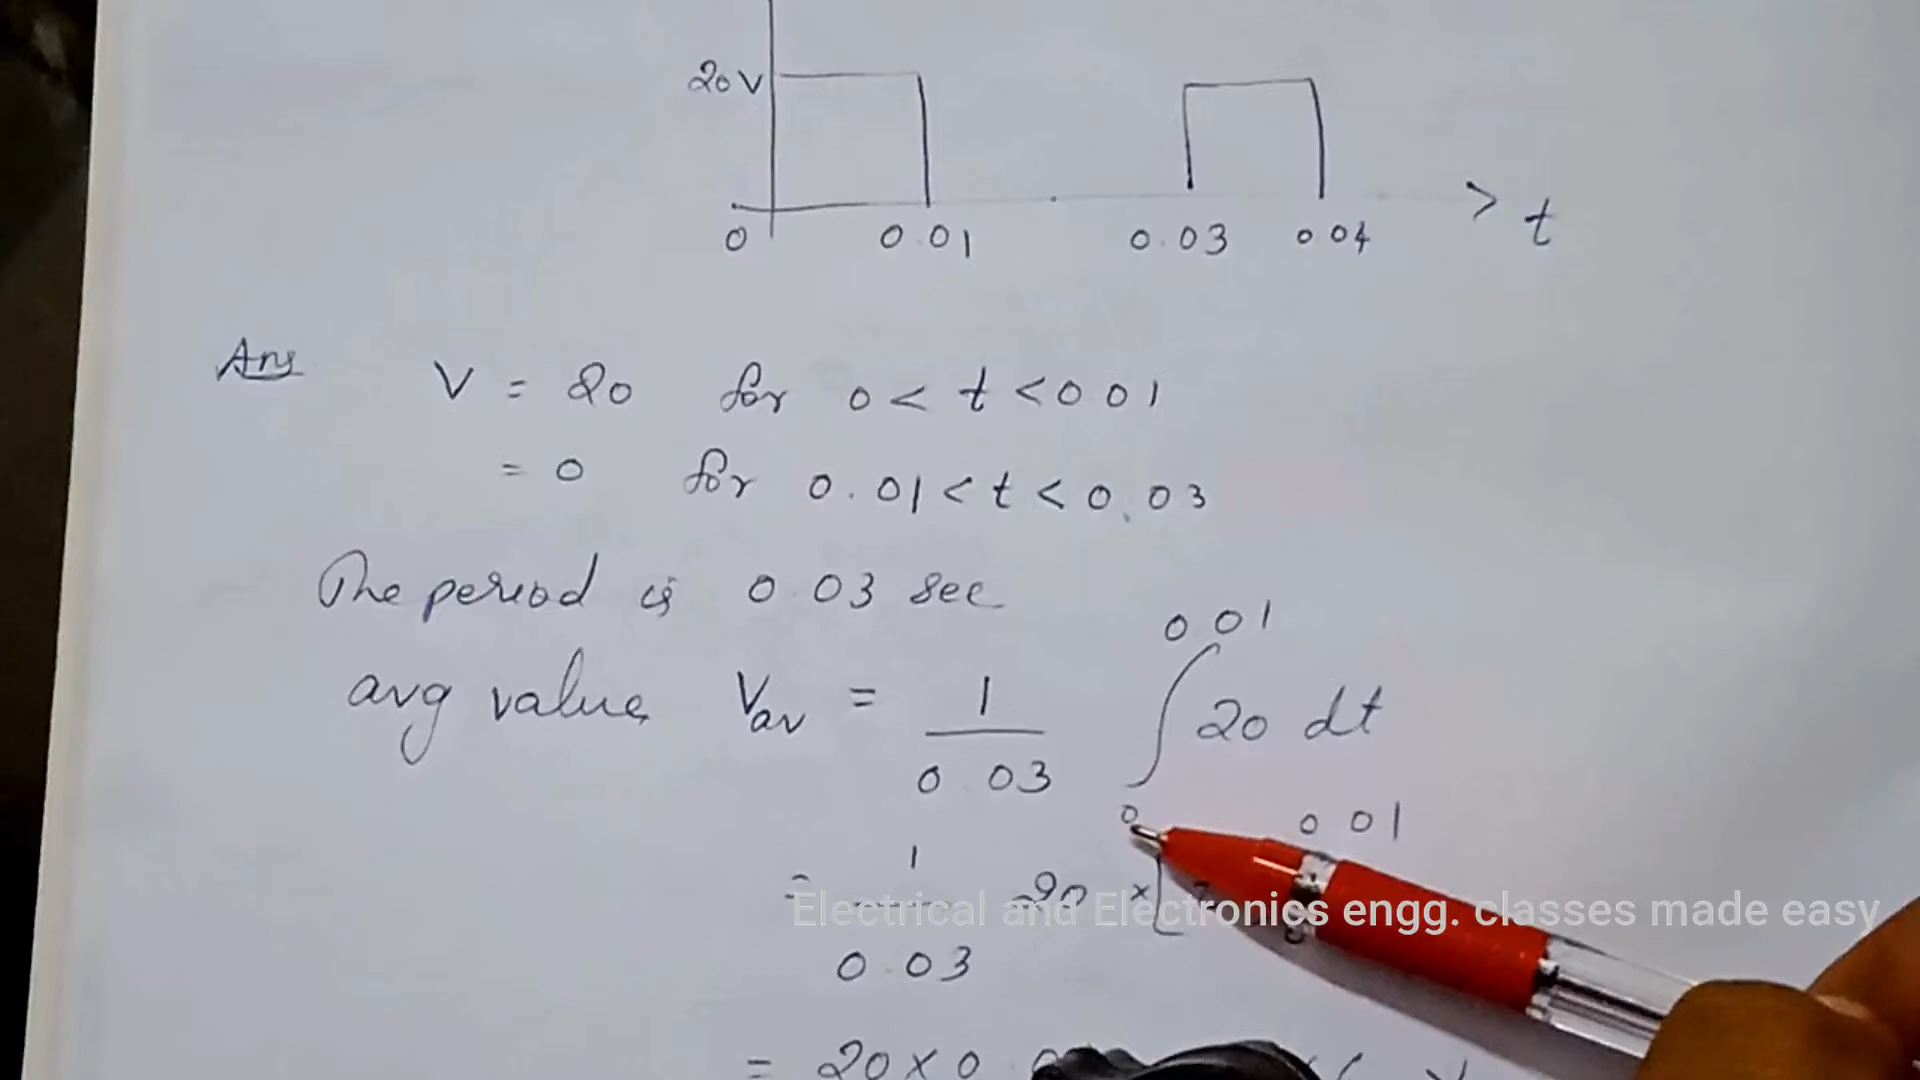 20 V
0 0.01 0.03 0.04 > t
Ans V = 20 for 0 < t < 0 01
= 0 for 0.01 < t < 0.03
The period is 0.03 sec
avg value Vav = 1/0.03 ∫ 0 0.01 20 dt
= 1/0.03 20 × [ 0.01
Electrical and Electronics engg. classes made easy
= 20 x 0